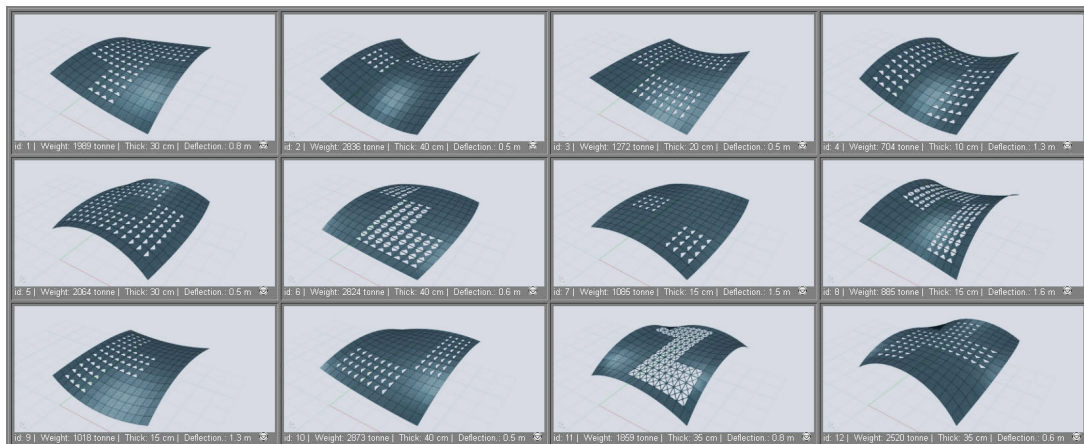 id: 1 | Weight: 1989 tonne | Thick: 30 cm | Deflection.: 0.8 m
id: 2 | Weight: 2836 tonne | Thick: 40 cm | Deflection.: 0.5 m
id: 3 | Weight: 1272 tonne | Thick: 20 cm | Deflection.: 0.5 m
id: 4 | Weight: 704 tonne | Thick: 10 cm | Deflection.: 1.3 m
id: 5 | Weight: 2064 tonne | Thick: 30 cm | Deflection.: 0.5 m
id: 6 | Weight: 2824 tonne | Thick: 40 cm | Deflection.: 0.6 m
id: 7 | Weight: 1085 tonne | Thick: 15 cm | Deflection.: 1.5 m
id: 8 | Weight: 885 tonne | Thick: 15 cm | Deflection.: 1.6 m
id: 9 | Weight: 1018 tonne | Thick: 15 cm | Deflection.: 1.3 m
id: 10 | Weight: 2873 tonne | Thick: 40 cm | Deflection.: 0.5 m
id: 11 | Weight: 1859 tonne | Thick: 35 cm | Deflection.: 0.8 m
id: 12 | Weight: 2520 tonne | Thick: 35 cm | Deflection.: 0.6 m